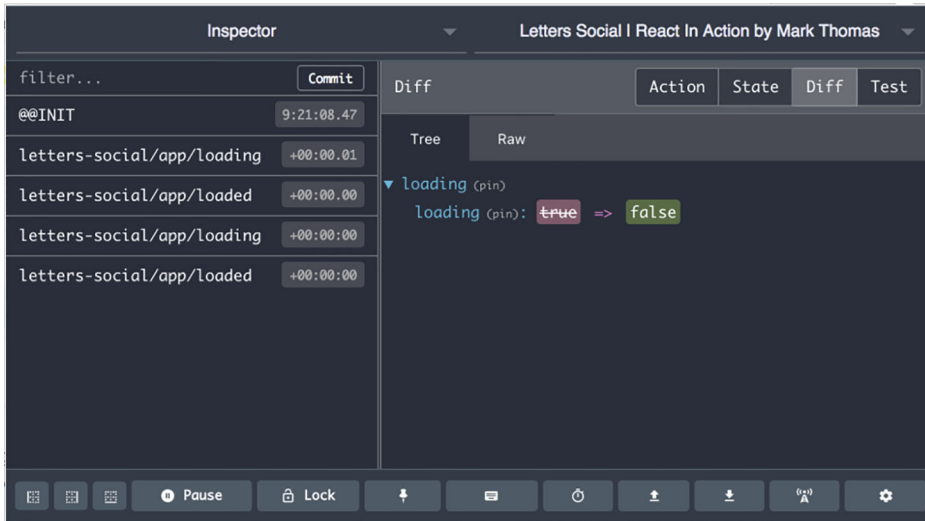 Inspector
Letters Social | React In Action by Mark Thomas
filter...
Commit
@@INIT
9:21:08.47
letters-social/app/loading
+00:00.01
letters-social/app/loaded
+00:00.00
letters-social/app/loading
+00:00:00
letters-social/app/loaded
+00:00:00
Diff
Action
State
Diff
Test
Tree
Raw
loading (pin)
loading (pin): true => false
Pause
Lock